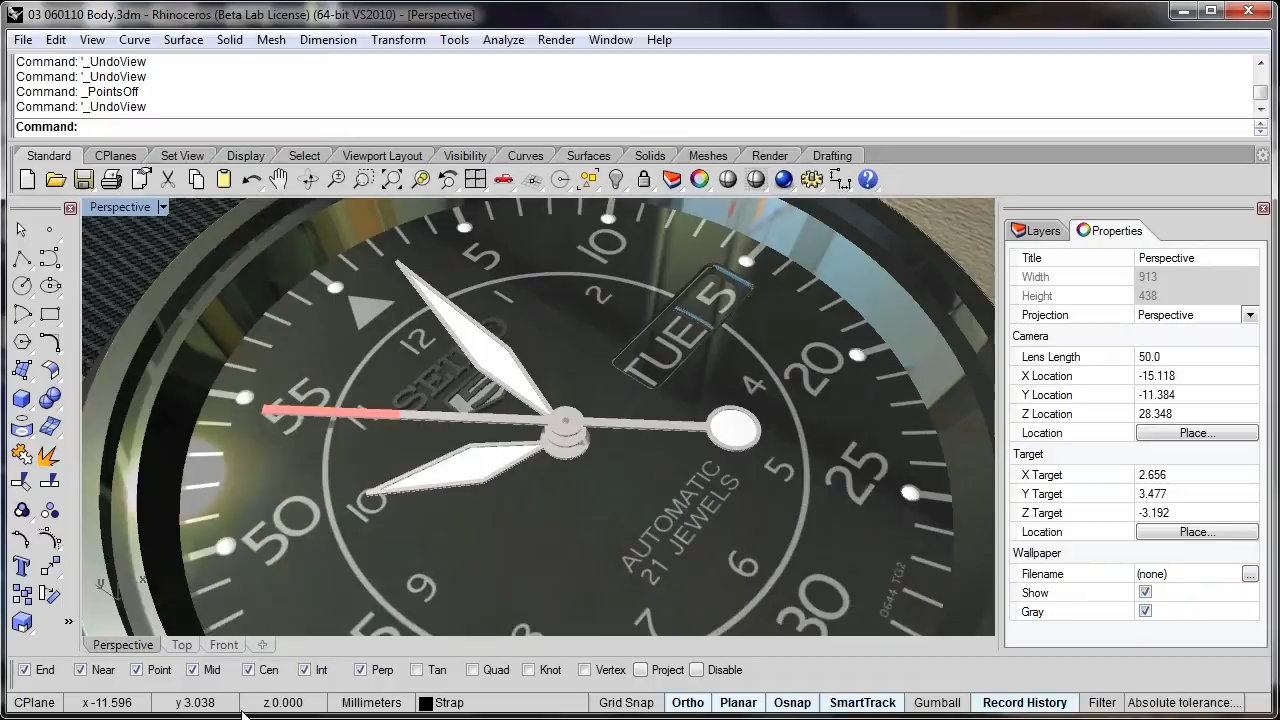 03 060110 Body.3dm - Rhinoceros (Beta Lab License) (64-bit VS2010) - [Perspective]
File Edit View Curve Surface Solid Mesh Dimension Transform Tools Analyze Render Window Help
Command: '_UndoView
Command: '_UndoView
Command: _PointsOff
Command: '_UndoView
Command:
Standard CPlanes Set View Display Select Viewport Layout Visibility Curves Surfaces Solids Meshes Render Drafting
Perspective
Layers Properties
Title Perspective
Width 913
Height 438
Projection Perspective
Camera
Lens Length 50.0
X Location -15.118
Y Location -11.384
Z Location 28.348
Location Place...
Target
X Target 2.656
Y Target 3.477
Z Target -3.192
Location Place...
Wallpaper
Filename (none) ...
Show
Gray
5 10 20 25 30 50 55
12 1 2 4 5 6 7 8 9 10 11
TUE 5
AUTOMATIC
21 JEWELS
0644 TG2
y x
Perspective Top Front
End Near Point Mid Cen Int Perp Tan Quad Knot Vertex Project Disable
CPlane x -11.596 y 3.038 z 0.000 Millimeters Strap Grid Snap Ortho Planar Osnap SmartTrack Gumball Record History Filter Absolute tolerance:...